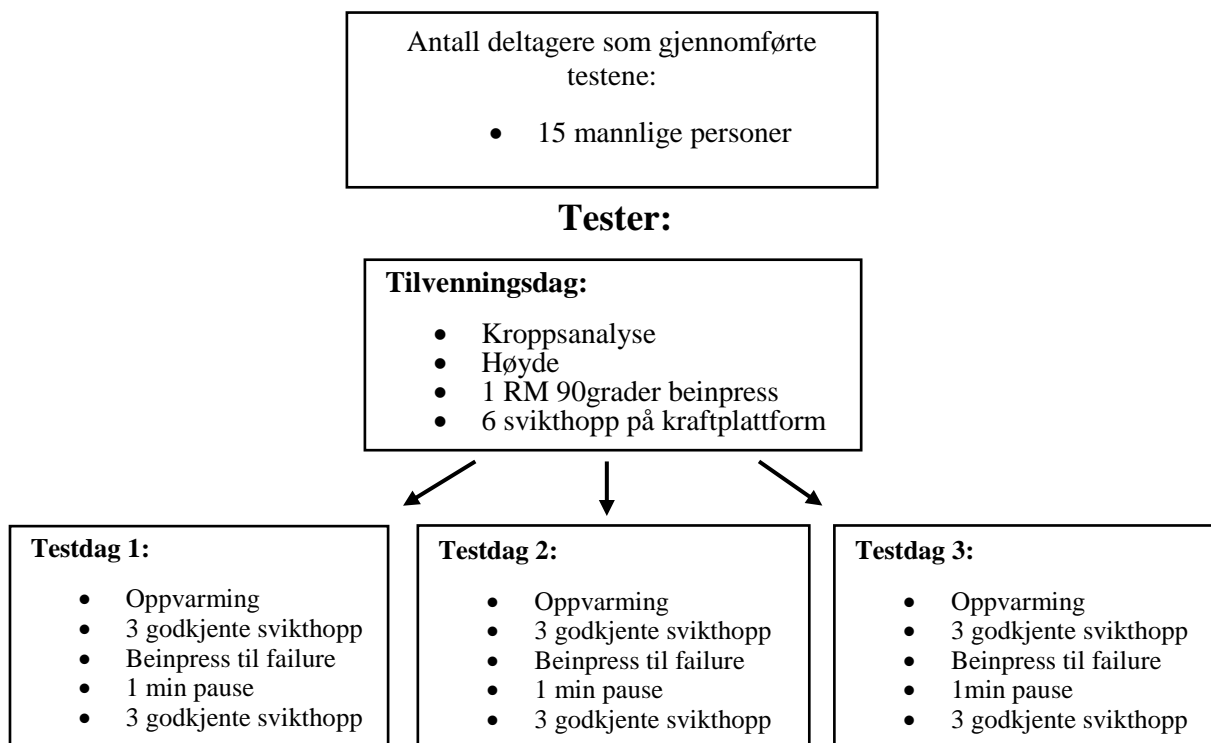 Antall deltagere som gjennomførte
testene:
• 15 mannlige personer
Tester:
Tilvenningsdag:
• Kroppsanalyse
• Høyde
• 1 RM 90grader beinpress
• 6 svikthopp på kraftplattform
Testdag 1:
• Oppvarming
• 3 godkjente svikthopp
• Beinpress til failure
• 1 min pause
• 3 godkjente svikthopp
Testdag 2:
• Oppvarming
• 3 godkjente svikthopp
• Beinpress til failure
• 1 min pause
• 3 godkjente svikthopp
Testdag 3:
• Oppvarming
• 3 godkjente svikthopp
• Beinpress til failure
• 1min pause
• 3 godkjente svikthopp